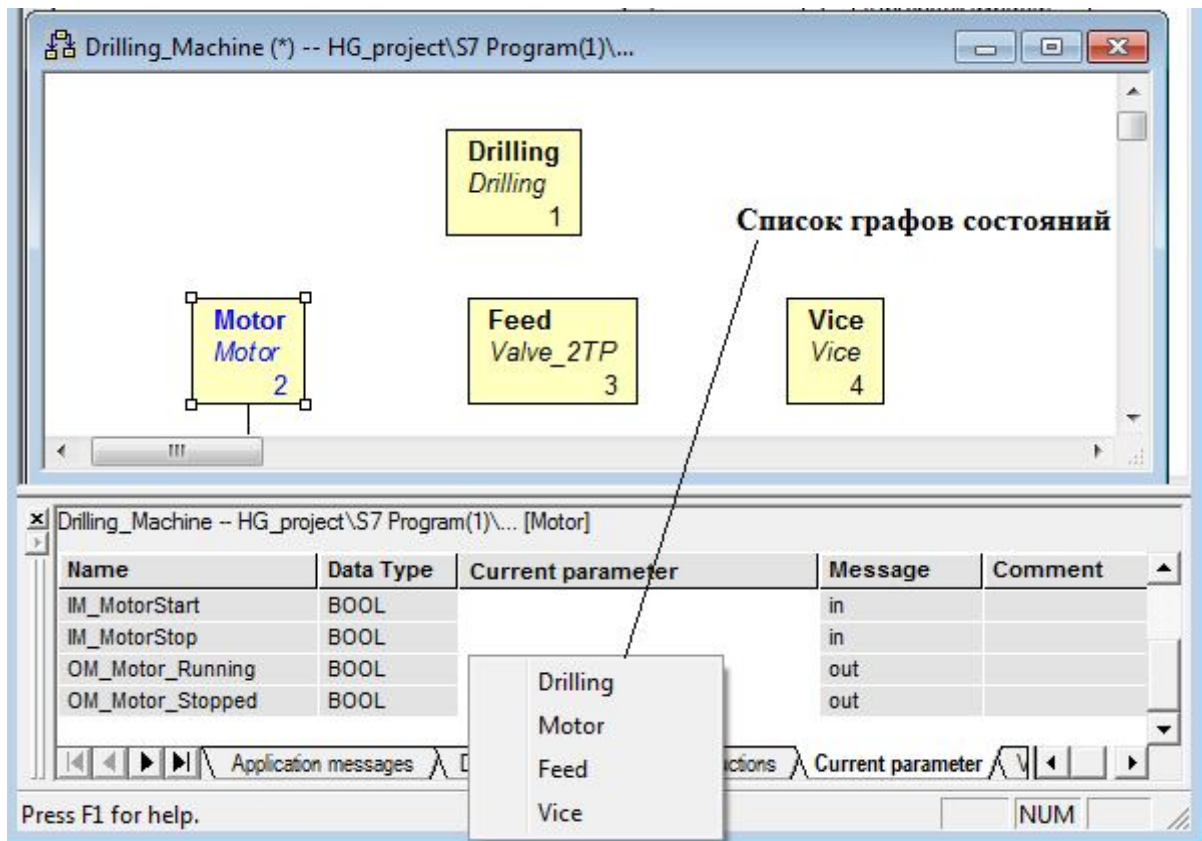 Drilling_Machine (*) -- HG_project\S7 Program(1)\...
Drilling
Drilling
1
Список графов состояний
Motor
Motor
2
Feed
Valve_2TP
3
Vice
Vice
4
Drilling_Machine -- HG_project\S7 Program(1)\... [Motor]
Name Data Type Current parameter Message Comment
IM_MotorStart BOOL in
IM_MotorStop BOOL in
OM_Motor_Running BOOL out
OM_Motor_Stopped BOOL out
Drilling
Motor
Feed
Vice
Application messages Current parameter
Press F1 for help. NUM